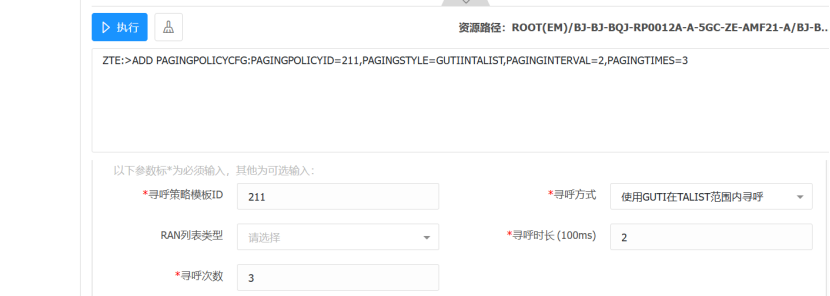 执行
资源路径：ROOT(EM)/BJ-BJ-BQJ-RP0012A-A-5GC-ZE-AMF21-A/BJ-B...
ZTE:>ADD PAGINGPOLICYCFG:PAGINGPOLICYID=211,PAGINGSTYLE=GUTIINTALIST,PAGINGINTERVAL=2,PAGINGTIMES=3
以下参数标*为必须输入，其他为可选输入：
*寻呼策略模板ID 211 *寻呼方式 使用GUTI在TALIST范围内寻呼
RAN列表类型 请选择 *寻呼时长 (100ms) 2
*寻呼次数 3